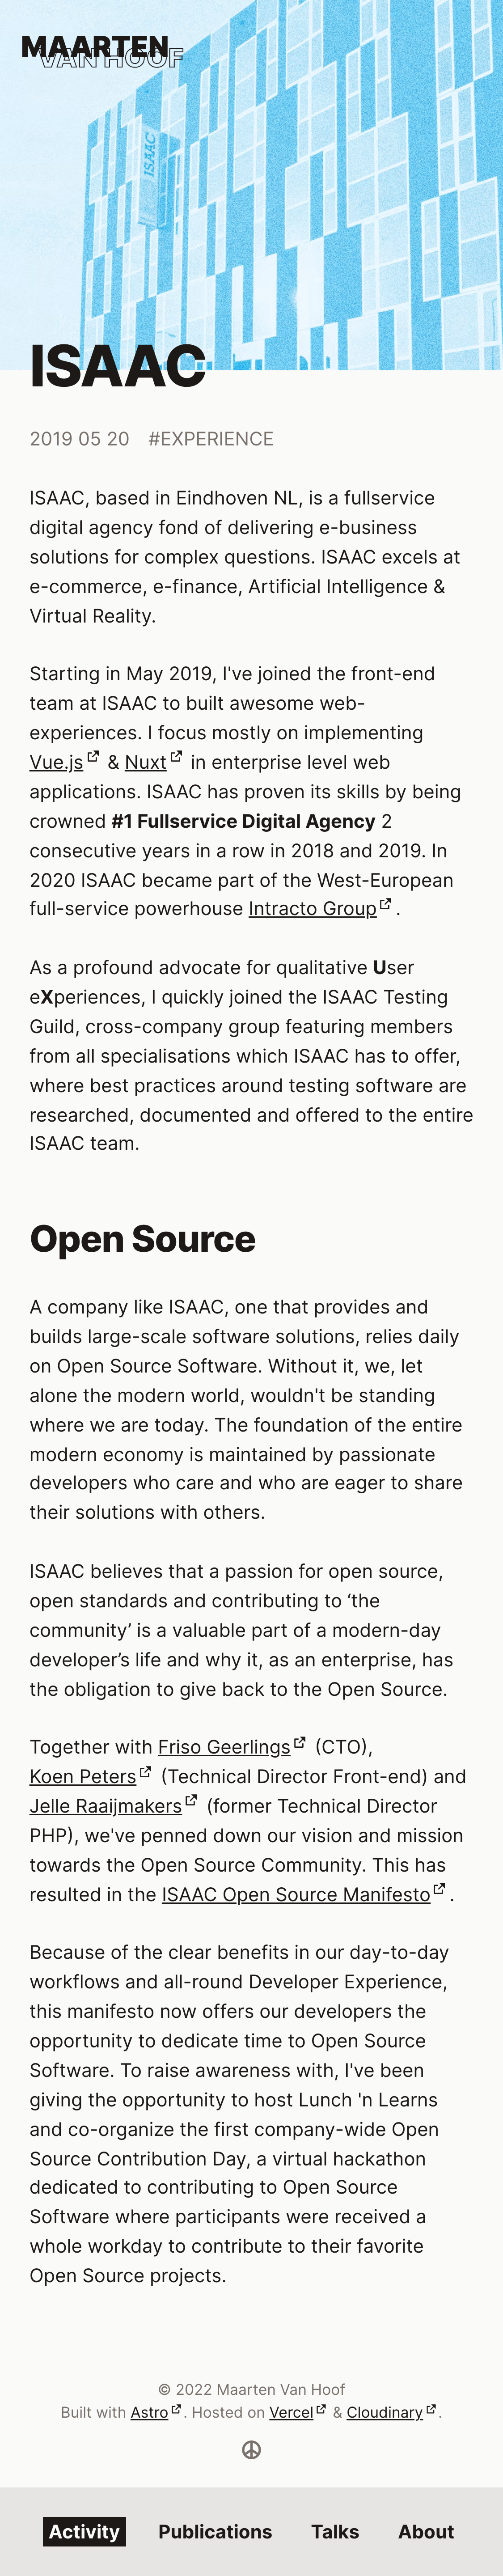 MAARTEN
VAN HOOF
ISAAC
ISAAC
2019 05 20 #EXPERIENCE
ISAAC, based in Eindhoven NL, is a fullservice
digital agency fond of delivering e-business
solutions for complex questions. ISAAC excels at
e-commerce, e-finance, Artificial Intelligence &
Virtual Reality.
Starting in May 2019, I've joined the front-end
team at ISAAC to built awesome web-
experiences. I focus mostly on implementing
Vue.js & Nuxt in enterprise level web
applications. ISAAC has proven its skills by being
crowned #1 Fullservice Digital Agency 2
consecutive years in a row in 2018 and 2019. In
2020 ISAAC became part of the West-European
full-service powerhouse Intracto Group.
As a profound advocate for qualitative User
eXperiences, I quickly joined the ISAAC Testing
Guild, cross-company group featuring members
from all specialisations which ISAAC has to offer,
where best practices around testing software are
researched, documented and offered to the entire
ISAAC team.
Open Source
A company like ISAAC, one that provides and
builds large-scale software solutions, relies daily
on Open Source Software. Without it, we, let
alone the modern world, wouldn't be standing
where we are today. The foundation of the entire
modern economy is maintained by passionate
developers who care and who are eager to share
their solutions with others.
ISAAC believes that a passion for open source,
open standards and contributing to ‘the
community’ is a valuable part of a modern-day
developer’s life and why it, as an enterprise, has
the obligation to give back to the Open Source.
Together with Friso Geerlings (CTO),
Koen Peters (Technical Director Front-end) and
Jelle Raaijmakers (former Technical Director
PHP), we've penned down our vision and mission
towards the Open Source Community. This has
resulted in the ISAAC Open Source Manifesto.
Because of the clear benefits in our day-to-day
workflows and all-round Developer Experience,
this manifesto now offers our developers the
opportunity to dedicate time to Open Source
Software. To raise awareness with, I've been
giving the opportunity to host Lunch 'n Learns
and co-organize the first company-wide Open
Source Contribution Day, a virtual hackathon
dedicated to contributing to Open Source
Software where participants were received a
whole workday to contribute to their favorite
Open Source projects.
© 2022 Maarten Van Hoof
Built with Astro. Hosted on Vercel & Cloudinary.
Activity Publications Talks About